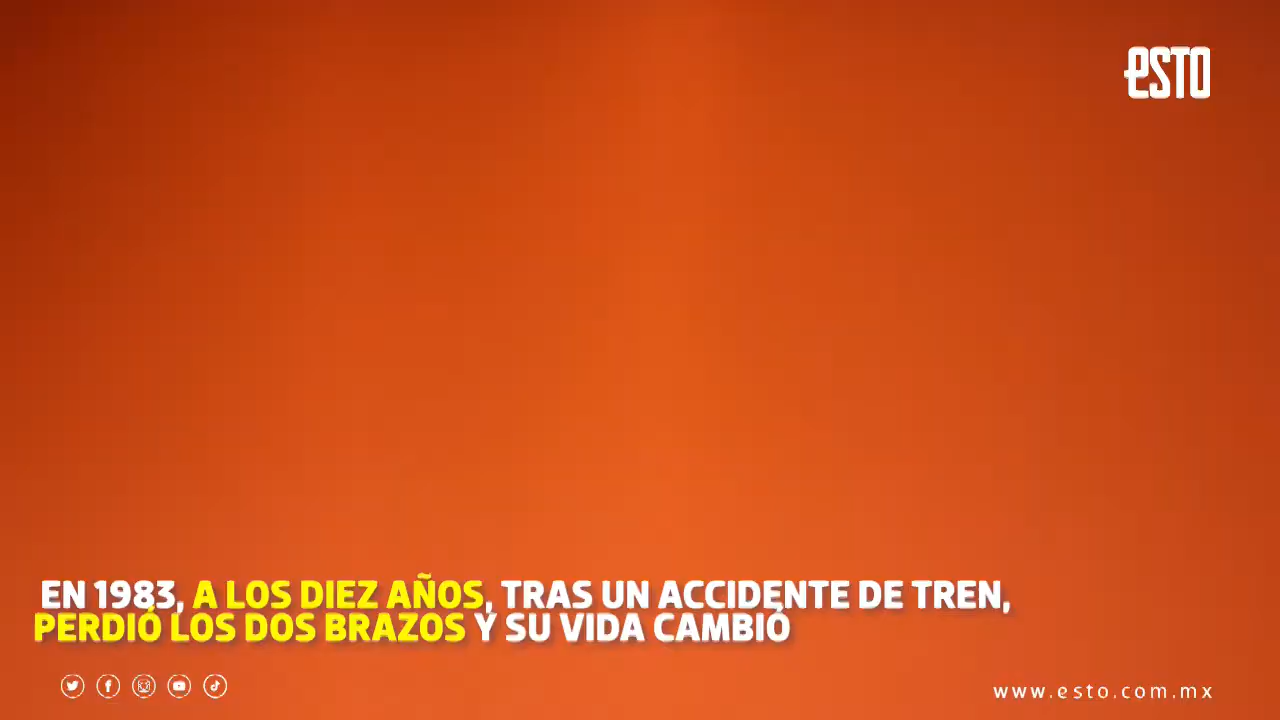 ESTO
EN 1983, A LOS DIEZ AÑOS, TRAS UN ACCIDENTE DE TREN,
PERDIÓ LOS DOS BRAZOS Y SU VIDA CAMBIÓ
www.esto.com.mx